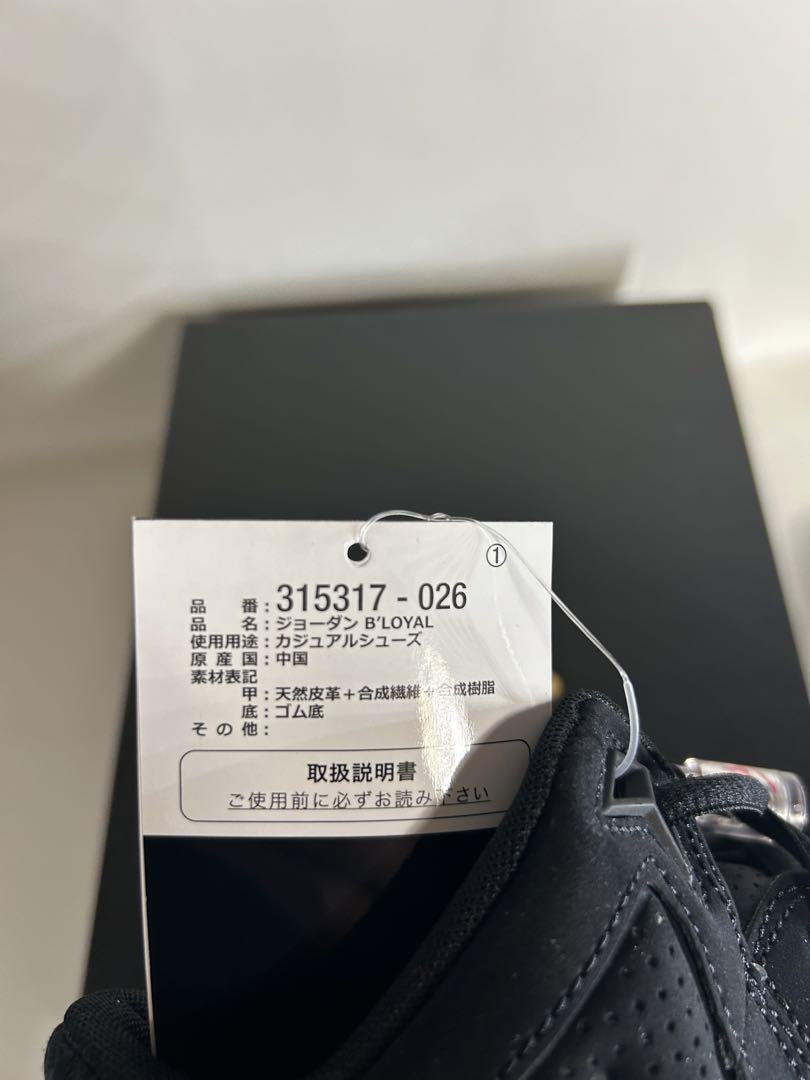 ①
品　番：315317 - 026
品　名：ジョーダン B'LOYAL
使用用途：カジュアルシューズ
原 産 国：中国
素材表記
甲：天然皮革＋合成繊維＋合成樹脂
底：ゴム底
そ の 他：
取扱説明書
ご使用前に必ずお読み下さい